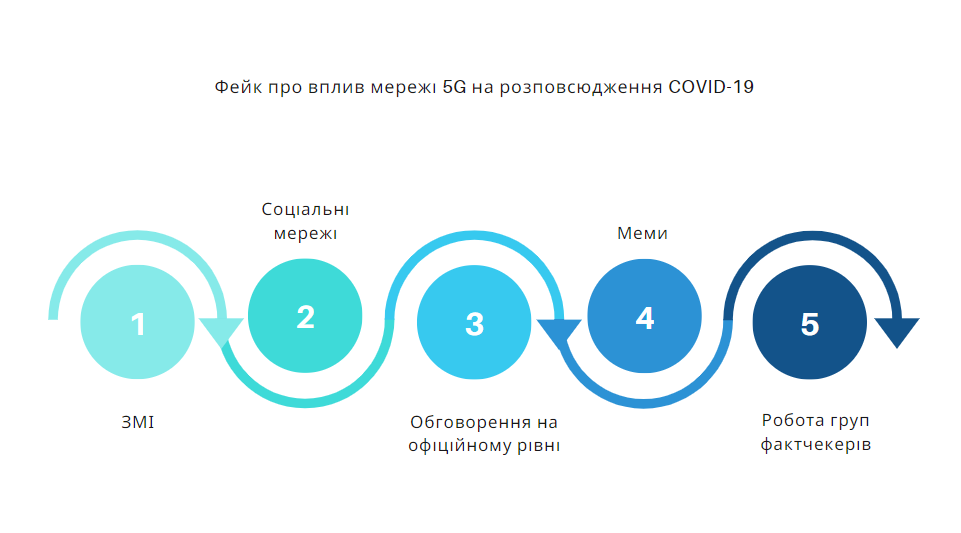 Фейк про вплив мережі 5G на розповсюдження COVID-19
1
ЗМІ
Соціальні
мережі
2
3
Обговорення на
офіційному рівні
Меми
4
5
Робота груп
фактчекерів